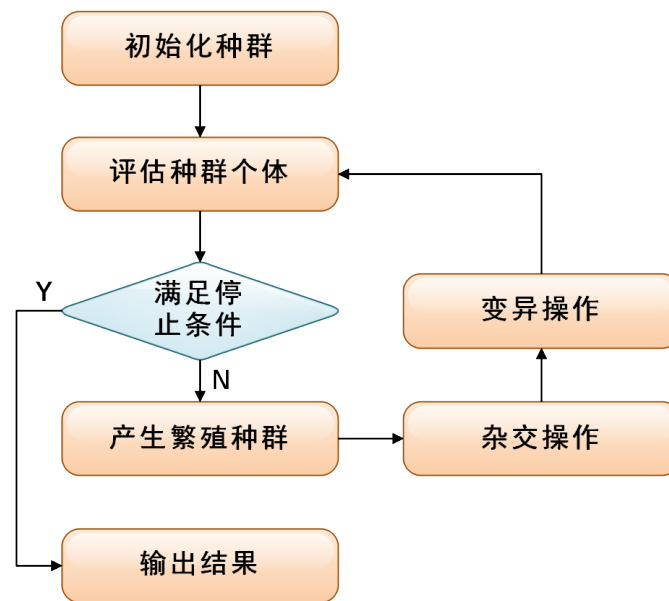 初始化种群
评估种群个体
满足停
止条件
Y
N
变异操作
产生繁殖种群
杂交操作
输出结果